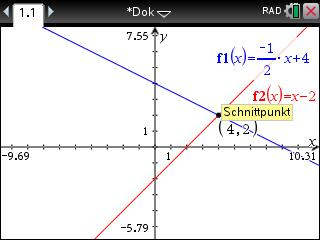 1.1 *Dok RAD
7.55 y
f1(x)=-1/2·x+4
f2(x)=x-2
Schnittpunkt
(4,2)
1
x
-9.69 1 10.31
-5.79